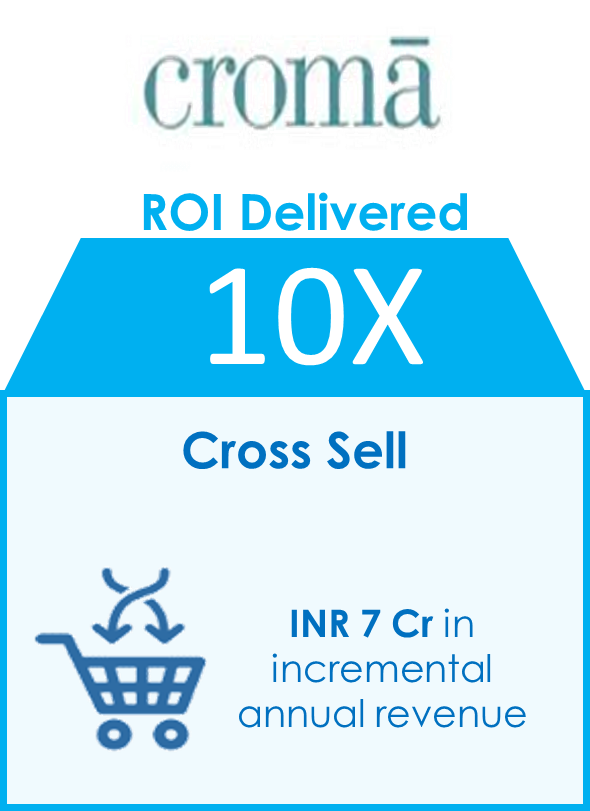 cromā
ROI Delivered
10X
Cross Sell
INR 7 Cr in
incremental
annual revenue